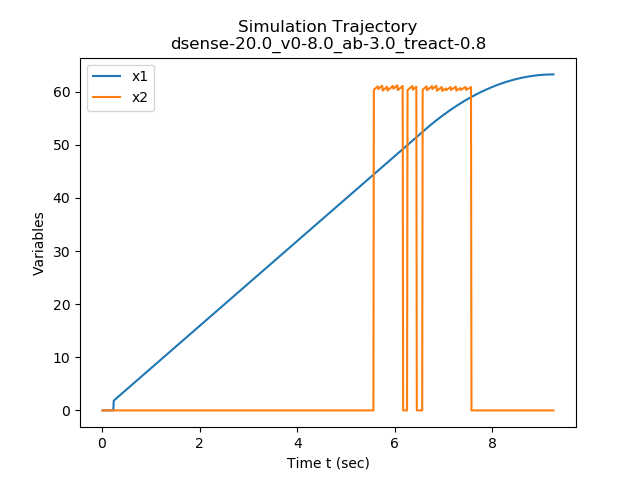 Simulation Trajectory
dsense-20.0_v0-8.0_ab-3.0_treact-0.8
x1
x2
60
50
40
30
20
10
0
Variables
0 2 4 6 8
Time t (sec)